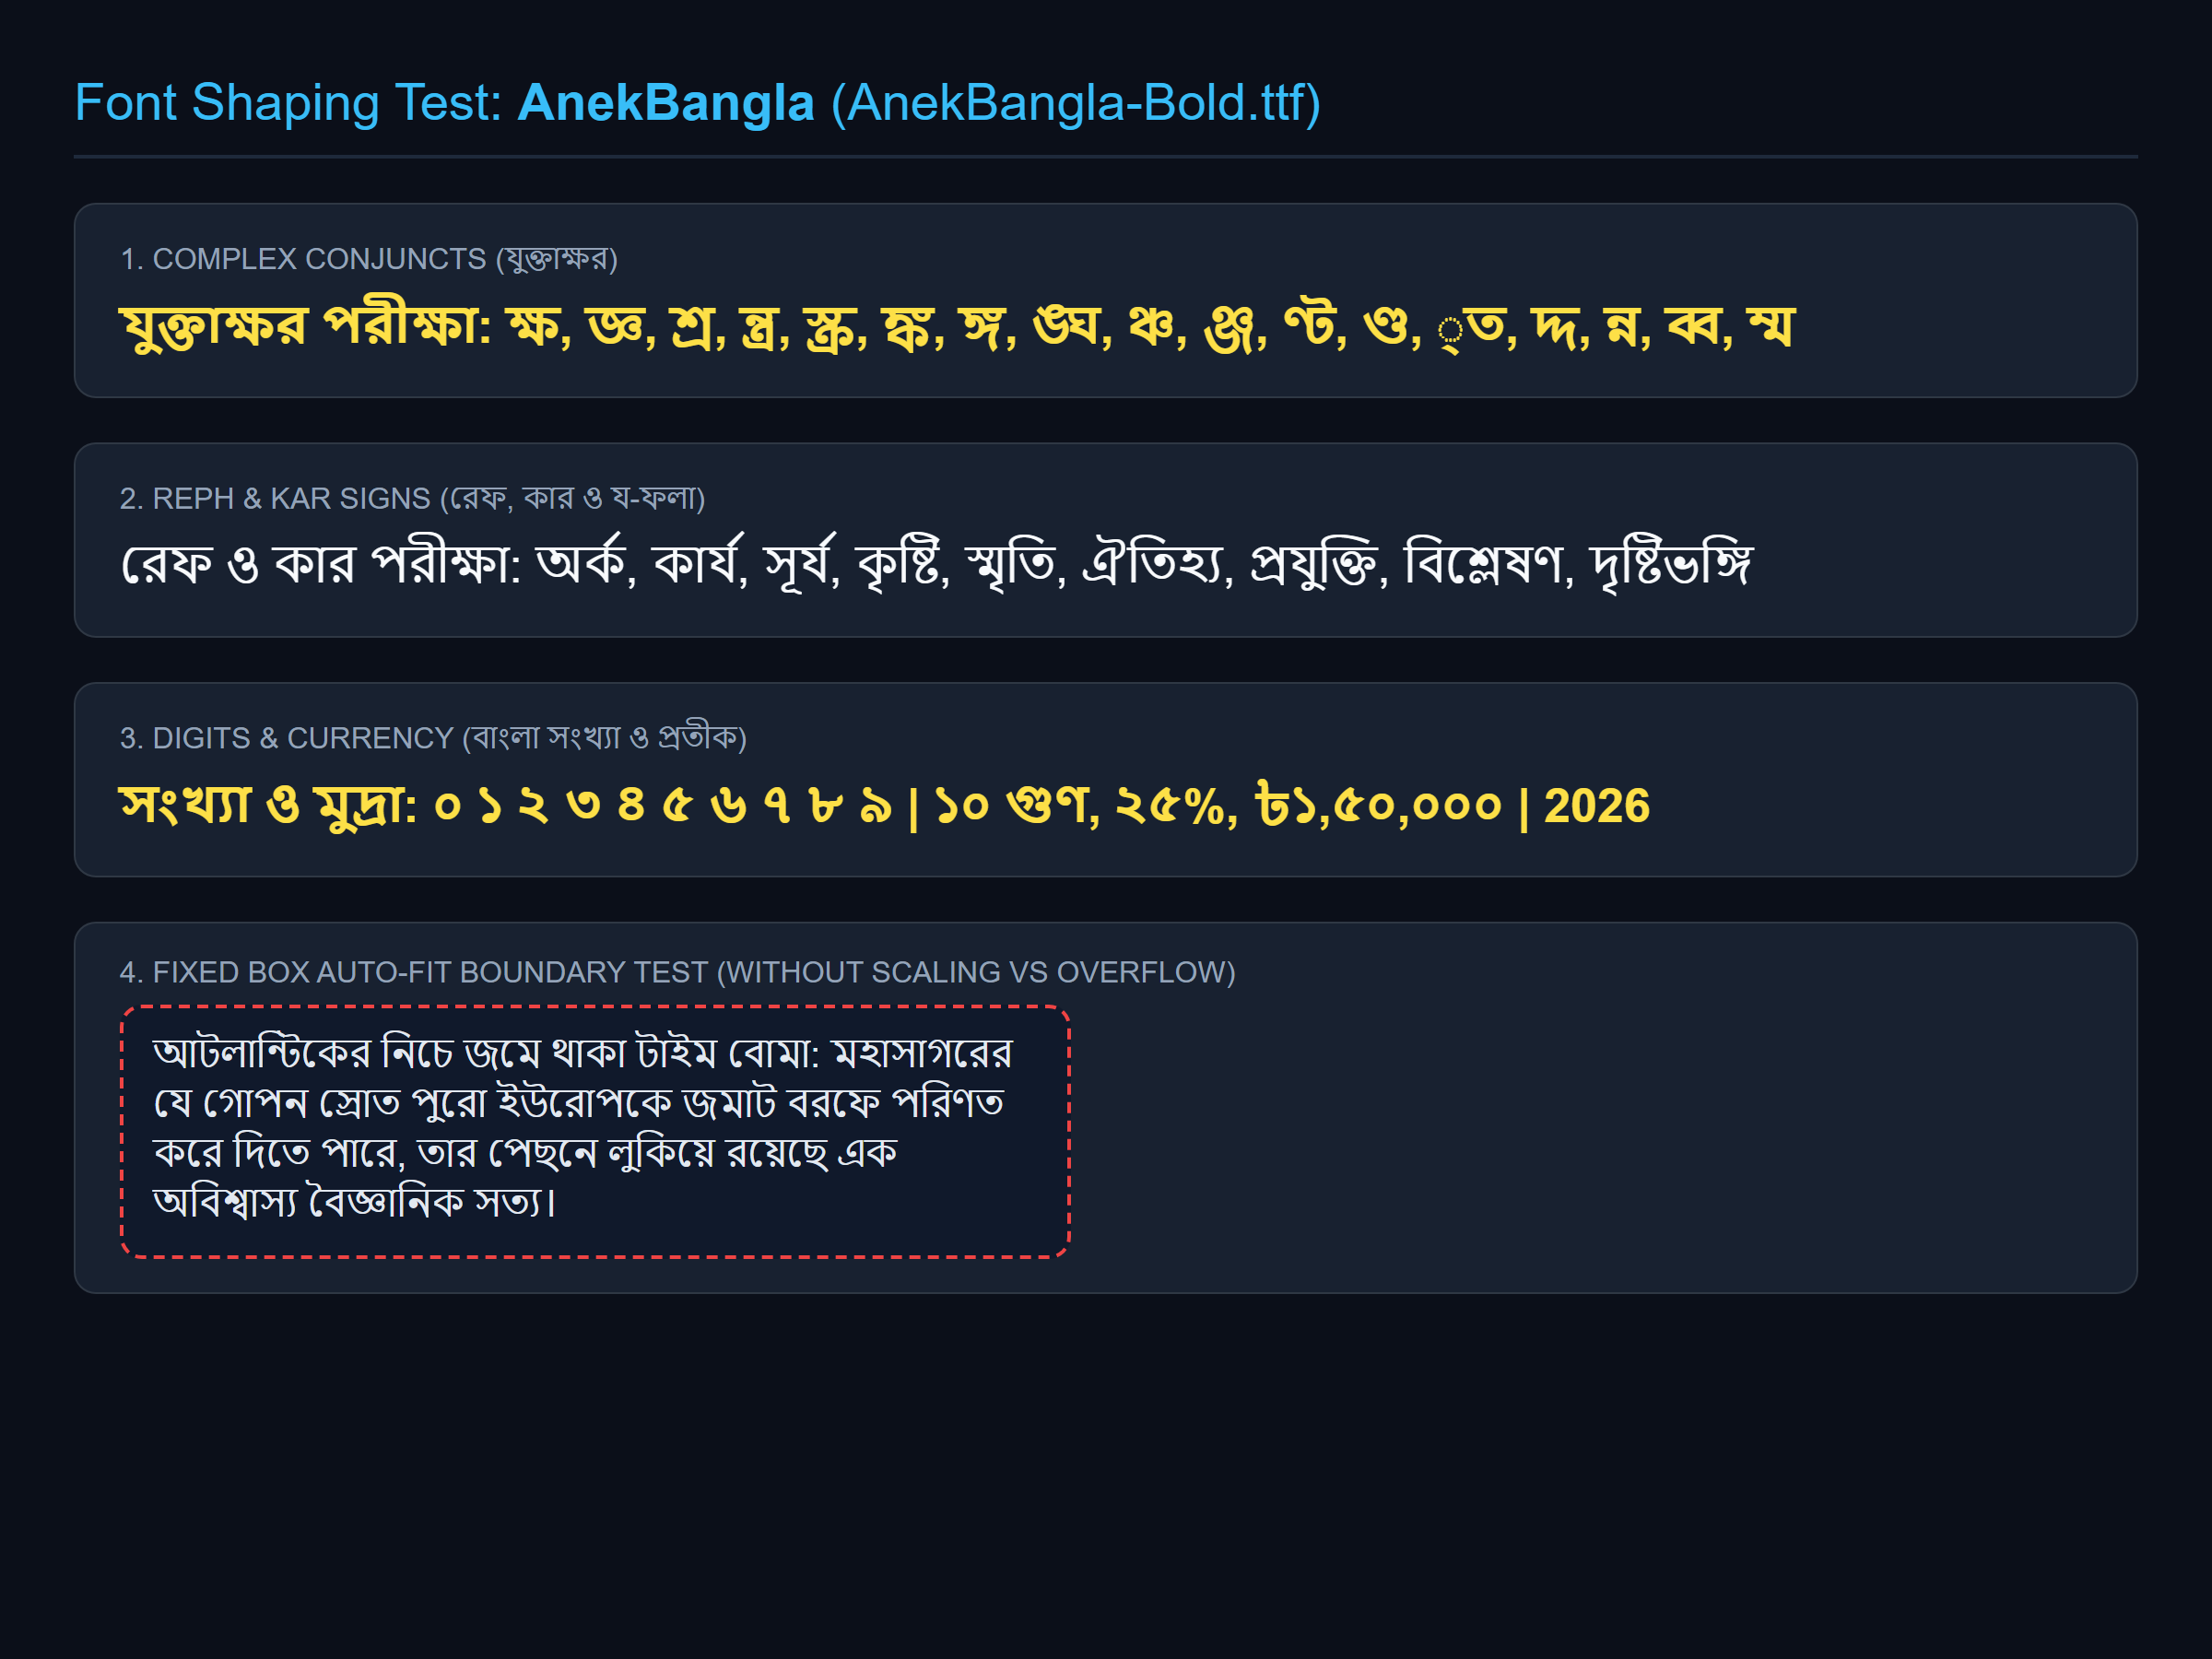 Font Shaping Test: AnekBangla (AnekBangla-Bold.ttf)
1. COMPLEX CONJUNCTS (যুক্তাক্ষর)
যুক্তাক্ষর পরীক্ষা: ক্ষ, জ্ঞ, শ্র, ন্ত্র, স্ক্র, ঙ্ক, ঙ্গ, ঙ্ঘ, ঞ্চ, ঞ্জ, ণ্ট, ণ্ড, ্ত, দ্দ, ন্ন, ব্ব, ম্ম
2. REPH & KAR SIGNS (রেফ, কার ও য-ফলা)
রেফ ও কার পরীক্ষা: অর্ক, কার্য, সূর্য, কৃষ্টি, স্মৃতি, ঐতিহ্য, প্রযুক্তি, বিশ্লেষণ, দৃষ্টিভঙ্গি
3. DIGITS & CURRENCY (বাংলা সংখ্যা ও প্রতীক)
সংখ্যা ও মুদ্রা: ০ ১ ২ ৩ ৪ ৫ ৬ ৭ ৮ ৯ | ১০ গুণ, ২৫%, ৳১,৫০,০০০ | 2026
4. FIXED BOX AUTO-FIT BOUNDARY TEST (WITHOUT SCALING VS OVERFLOW)
আটলান্টিকের নিচে জমে থাকা টাইম বোমা: মহাসাগরের
যে গোপন স্রোত পুরো ইউরোপকে জমাট বরফে পরিণত
করে দিতে পারে, তার পেছনে লুকিয়ে রয়েছে এক
অবিশ্বাস্য বৈজ্ঞানিক সত্য।